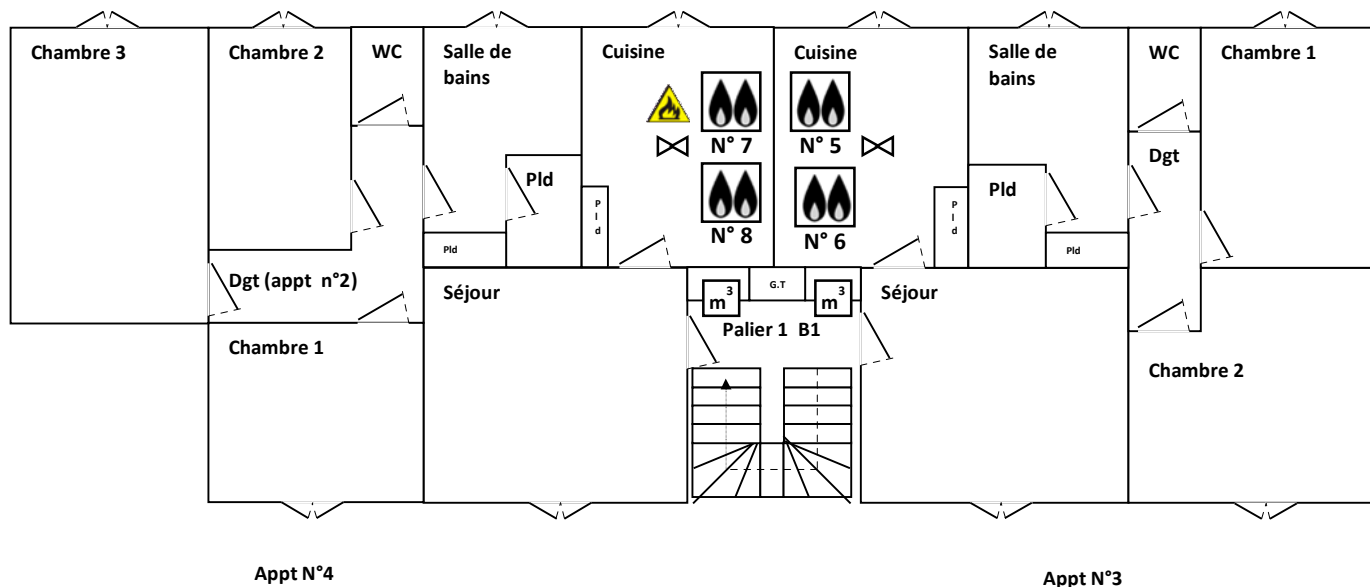 Chambre 3
Chambre 2
WC
Salle de
bains
Cuisine
Cuisine
Salle de
bains
WC
Chambre 1
N° 7
N° 5
Pld
Pld
Dgt
Pld
Pld
N° 8
N° 6
Pld
Pld
Dgt (appt n°2)
Séjour
m³
G.T
m³
Séjour
Palier 1 B1
Chambre 1
Chambre 2
Appt N°4
Appt N°3